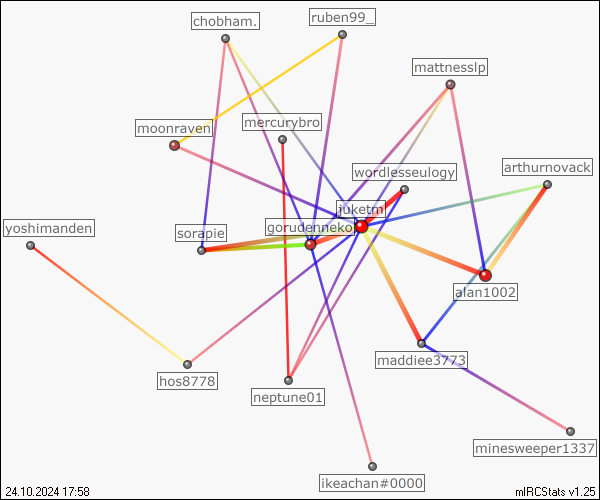 chobham.
ruben99_
mattnesslp
mercurybro
moonraven
wordlesseulogy
arthurnovack
juketm
yoshimanden
sorapie
gorudenneko
alan1002
maddiee3773
hos8778
neptune01
minesweeper1337
ikeachan#0000
24.10.2024 17:58
mIRCStats v1.25